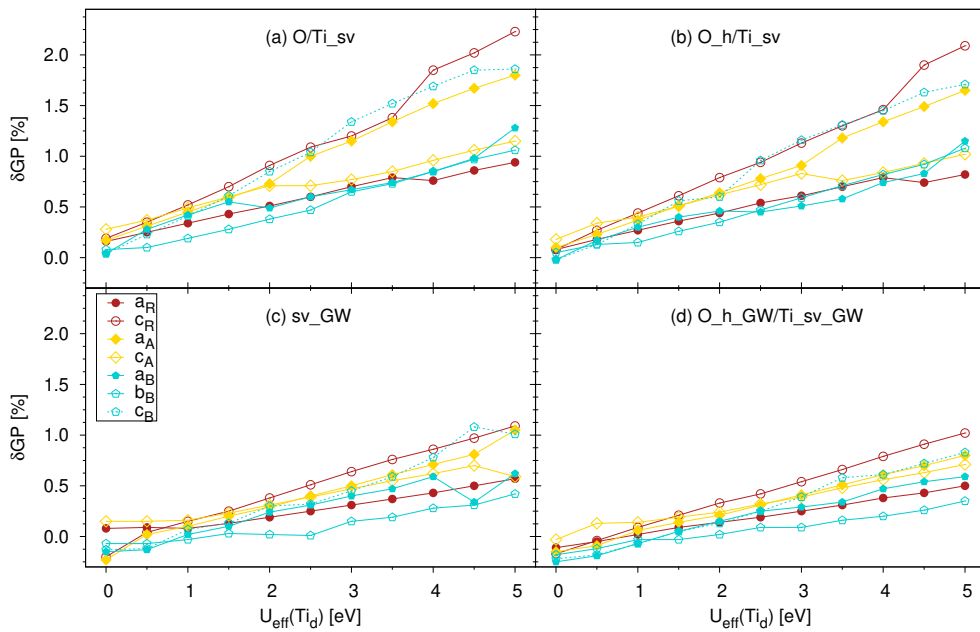 (a) O/Ti_sv
(b) O_h/Ti_sv
2.0
1.5
δGP [%]
1.0
0.5
0.0
a_R
c_R
a_A
c_A
a_B
b_B
c_B
(c) sv_GW
(d) O_h_GW/Ti_sv_GW
2.0
1.5
δGP [%]
1.0
0.5
0.0
0 1 2 3 4 5
0 1 2 3 4 5
U_eff(Ti_d) [eV]
U_eff(Ti_d) [eV]